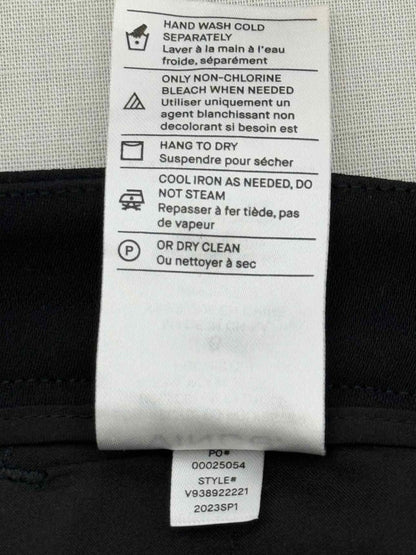 HAND WASH COLD
SEPARATELY
Laver à la main à l'eau
froide, séparément
ONLY NON-CHLORINE
BLEACH WHEN NEEDED
Utiliser uniquement un
agent blanchissant non
decolorant si besoin est
HANG TO DRY
Suspendre pour sécher
COOL IRON AS NEEDED, DO
NOT STEAM
Repasser à fer tiède, pas
de vapeur
P
OR DRY CLEAN
Ou nettoyer à sec
PO#
00025054
STYLE#
V938922221
2023SP1